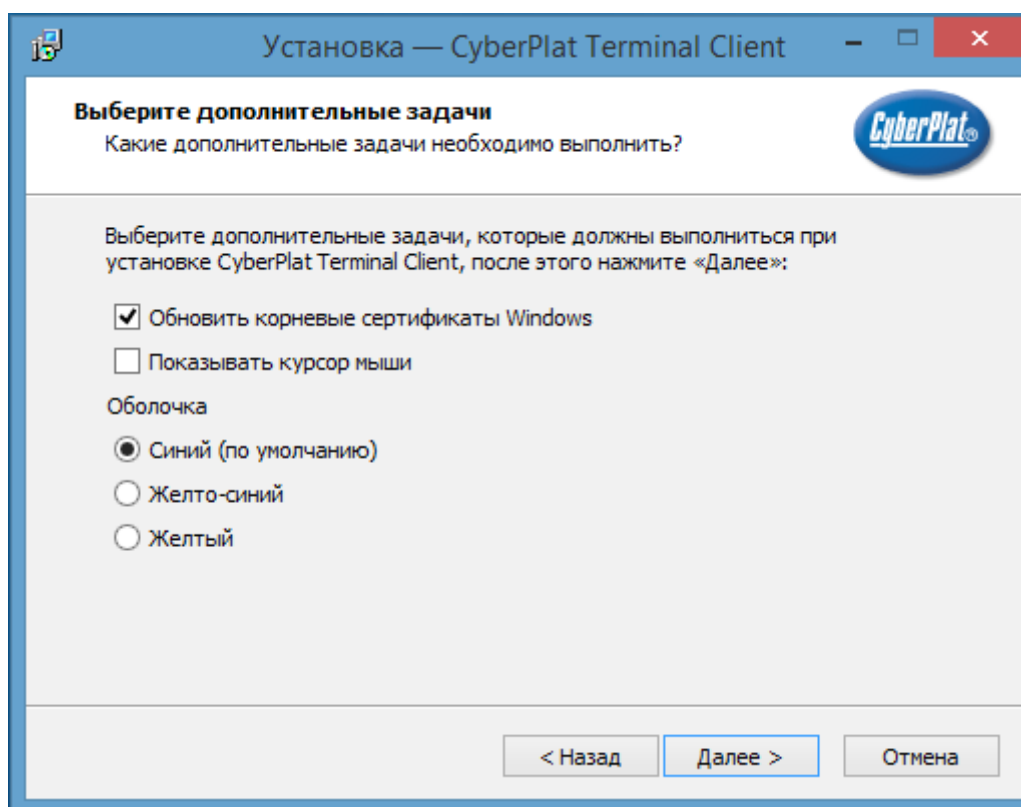 Установка — CyberPlat Terminal Client
Выберите дополнительные задачи
Какие дополнительные задачи необходимо выполнить?
CyberPlat®
Выберите дополнительные задачи, которые должны выполниться при
установке CyberPlat Terminal Client, после этого нажмите «Далее»:
Обновить корневые сертификаты Windows
Показывать курсор мыши
Оболочка
Синий (по умолчанию)
Желто-синий
Желтый
< Назад
Далее >
Отмена